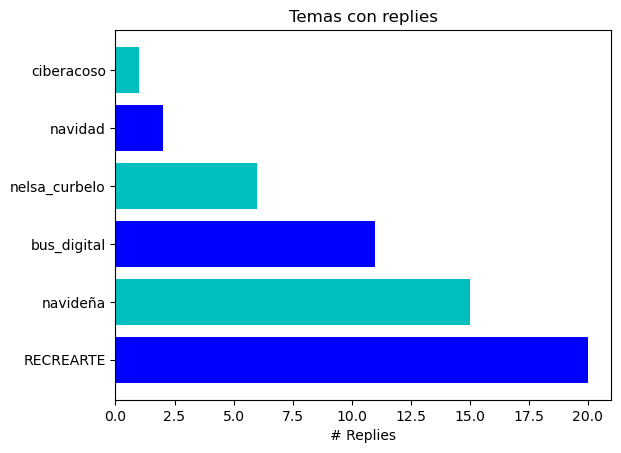 Temas con replies
ciberacoso
navidad
nelsa_curbelo
bus_digital
navideña
RECREARTE
0.0 2.5 5.0 7.5 10.0 12.5 15.0 17.5 20.0
# Replies